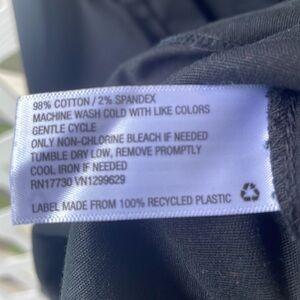 98% COTTON / 2% SPANDEX
MACHINE WASH COLD WITH LIKE COLORS
GENTLE CYCLE
ONLY NON-CHLORINE BLEACH IF NEEDED
TUMBLE DRY LOW, REMOVE PROMPTLY
COOL IRON IF NEEDED
RN17730 VN1299629
LABEL MADE FROM 100% RECYCLED PLASTIC